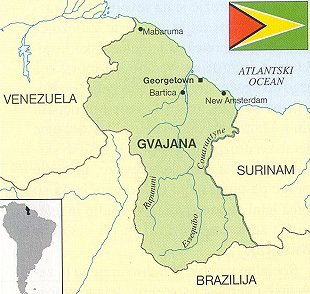 Mabaruma
ATLANTSKI
OCEAN
Georgetown
VENEZUELA
Bartica
New Amsterdam
GVAJANA
Courantyne
SURINAM
Rupununi
Essequibo
BRAZILIJA